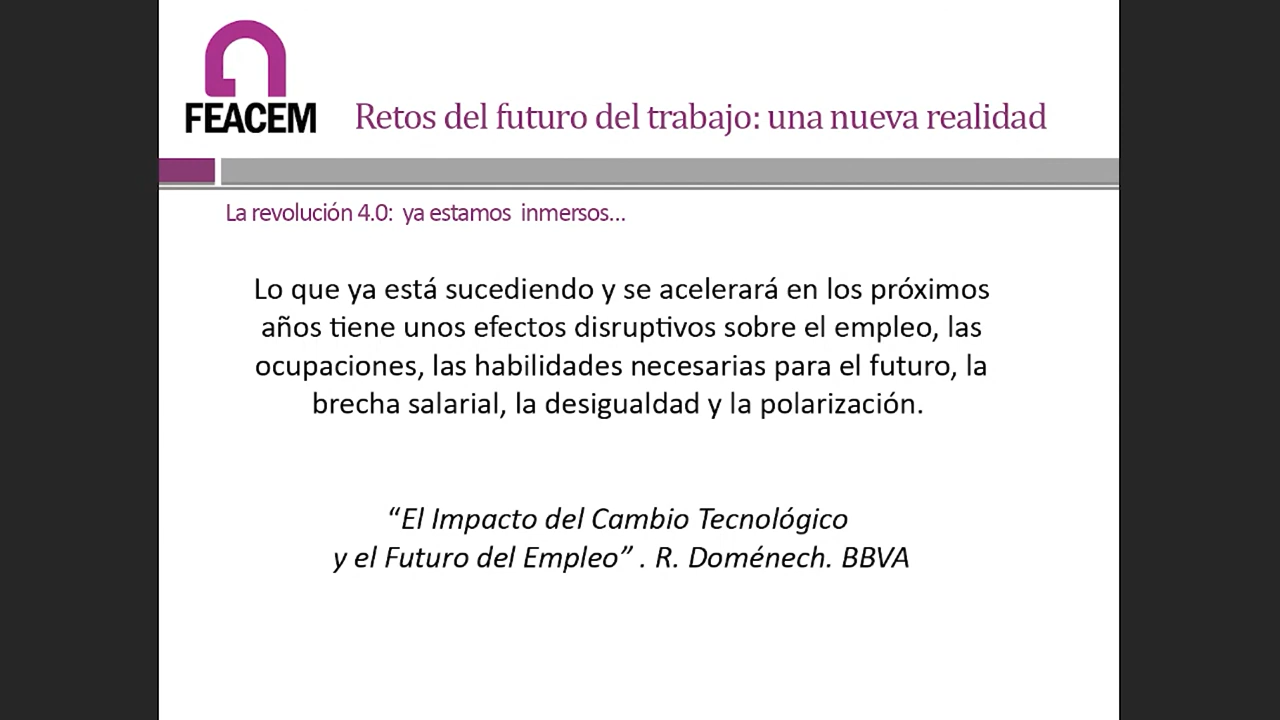 FEACEM
Retos del futuro del trabajo: una nueva realidad
La revolución 4.0: ya estamos inmersos...
Lo que ya está sucediendo y se acelerará en los próximos
años tiene unos efectos disruptivos sobre el empleo, las
ocupaciones, las habilidades necesarias para el futuro, la
brecha salarial, la desigualdad y la polarización.
“El Impacto del Cambio Tecnológico
y el Futuro del Empleo” . R. Doménech. BBVA